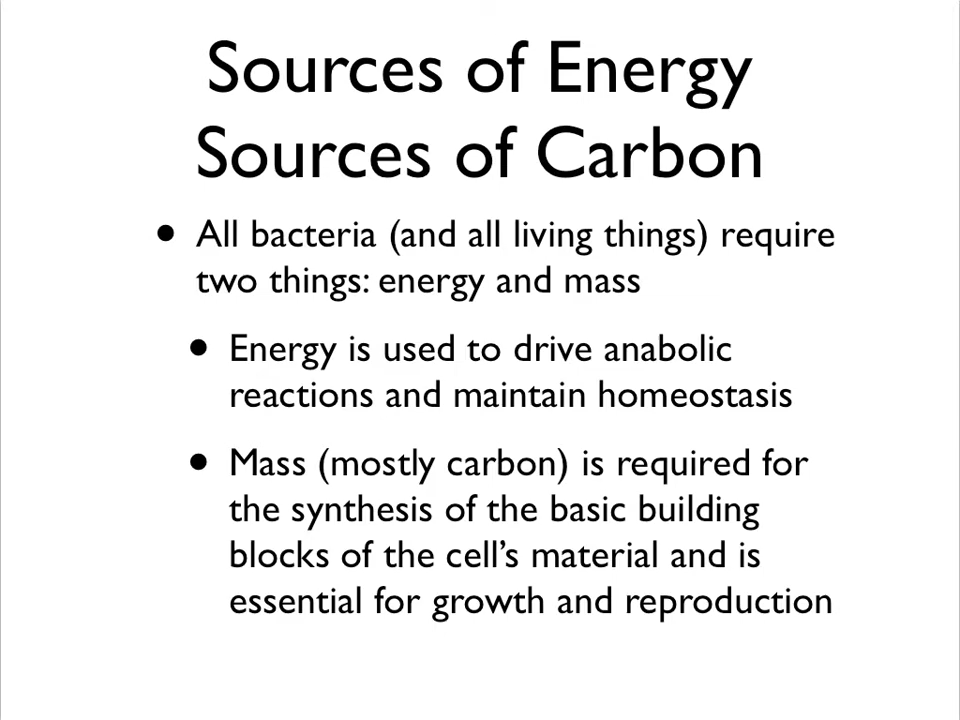 Sources of Energy
Sources of Carbon
• All bacteria (and all living things) require
two things: energy and mass
• Energy is used to drive anabolic
reactions and maintain homeostasis
• Mass (mostly carbon) is required for
the synthesis of the basic building
blocks of the cell’s material and is
essential for growth and reproduction